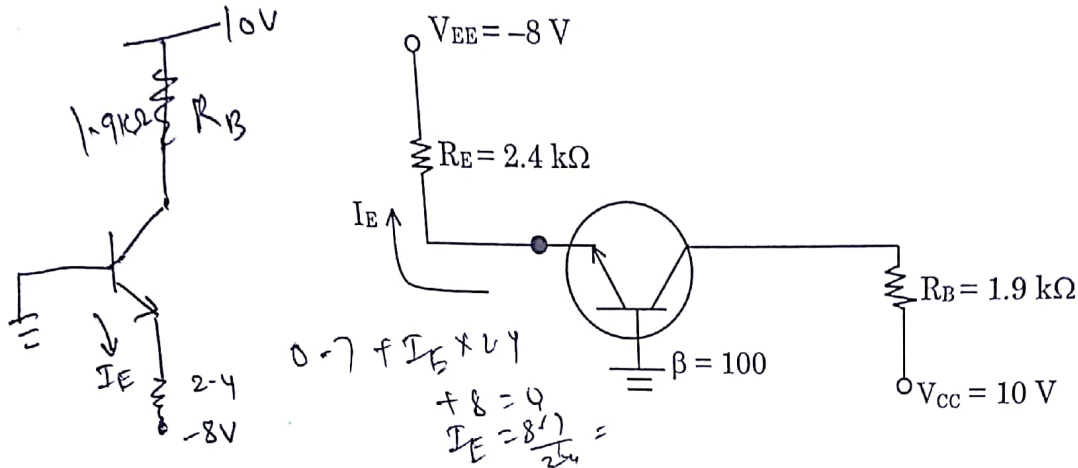 10V
1.9kΩ RB
IE 2-4
-8V
VEE = –8 V
RE = 2.4 kΩ
IE
RB = 1.9 kΩ
β = 100
VCC = 10 V
0-7 + IE × 2 4
+ 8 = 0
IE =